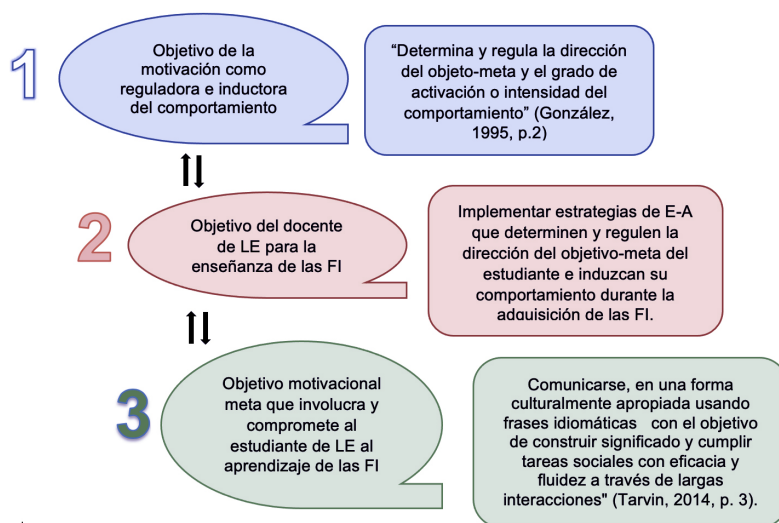 1
Objetivo de la
motivación como
reguladora e inductora
del comportamiento
“Determina y regula la dirección
del objeto-meta y el grado de
activación o intensidad del
comportamiento” (González,
1995, p.2)
2
Objetivo del docente
de LE para la
enseñanza de las FI
Implementar estrategias de E-A
que determinen y regulen la
dirección del objetivo-meta del
estudiante e induzcan su
comportamiento durante la
adquisición de las FI.
3
Objetivo motivacional
meta que involucra y
compromete al
estudiante de LE al
aprendizaje de las FI
Comunicarse, en una forma
culturalmente apropiada usando
frases idiomáticas con el objetivo
de construir significado y cumplir
tareas sociales con eficacia y
fluidez a través de largas
interacciones" (Tarvin, 2014, p. 3).